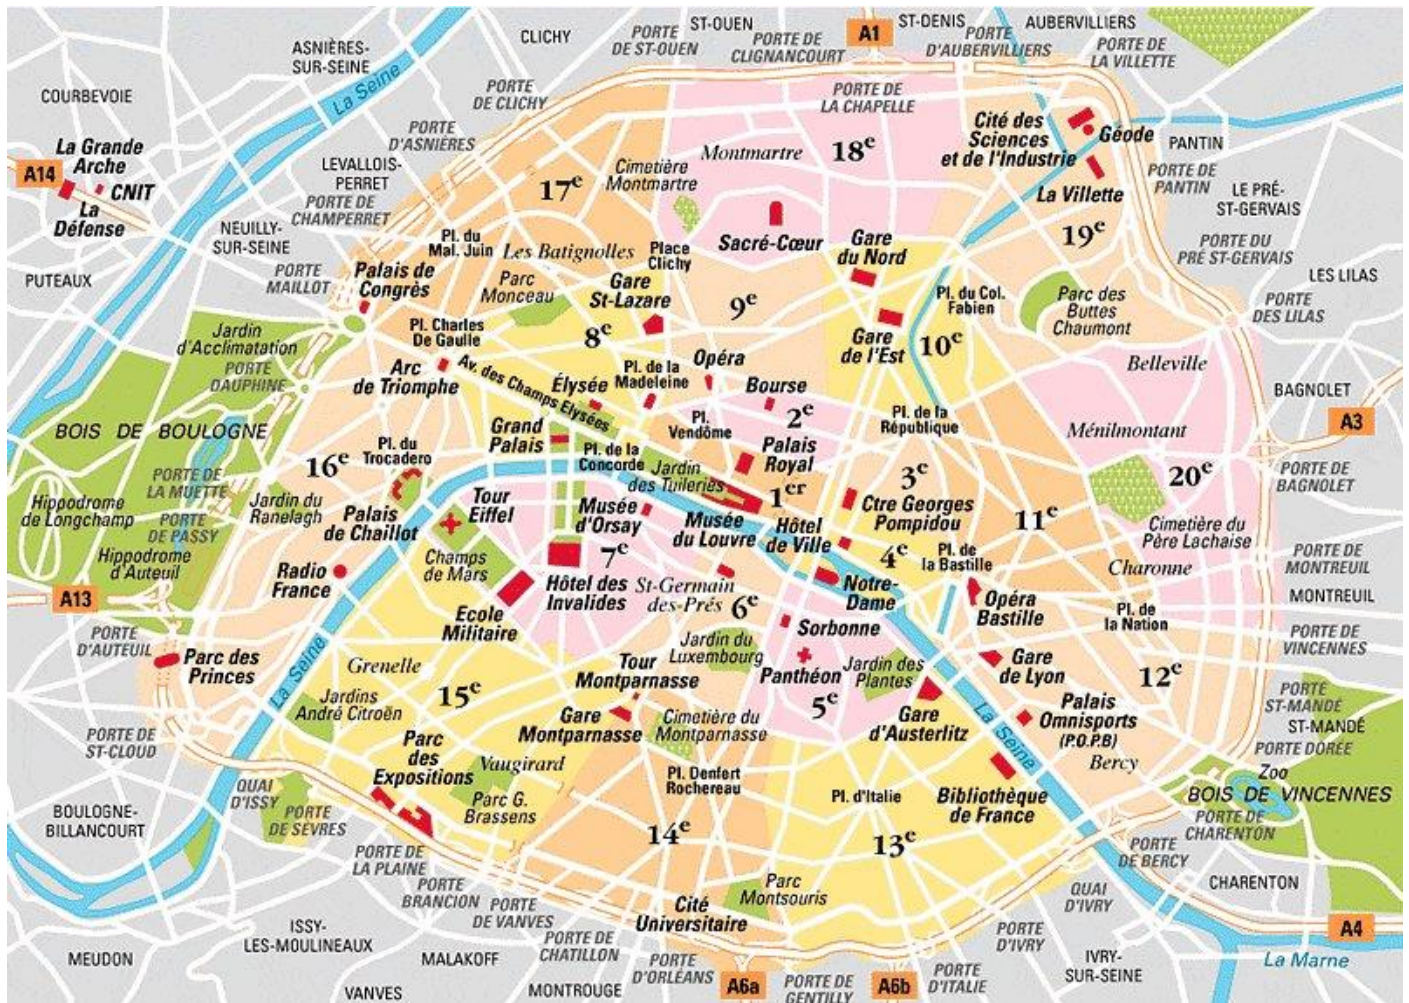 ST-OUEN
ST-DENIS
AUBERVILLIERS
CLICHY
PORTE
DE ST-OUEN
PORTE DE
CLIGNANCOURT
A1
PORTE
D'AUBERVILLIERS
PORTE DE
LA VILLETTE
ASNIÈRES-
SUR-SEINE
La Seine
COURBEVOIE
PORTE
DE CLICHY
PORTE DE
LA CHAPELLE
PORTE
D'ASNIÈRES
La Grande
Arche
A14
CNIT
La
Défense
LEVALLOIS-
PERRET
PORTE DE
CHAMPERRET
NEUILLY-
SUR-SEINE
PUTEAUX
PORTE
MAILLOT
17e
Cimetière
Montmartre
Montmartre
18e
Cité des
Sciences
et de l'Industrie
Géode
PANTIN
PORTE DE
PANTIN
La Villette
LE PRÉ-
ST-GERVAIS
19e
PORTE DU
PRÉ ST-GERVAIS
LES LILAS
PORTE
DES LILAS
Pl. du
Mal. Juin
Les Batignolles
Place
Clichy
Sacré-Cœur
Gare
du Nord
Palais de
Congrès
Parc
Monceau
Gare
St-Lazare
9e
Pl. du Col.
Fabien
Parc des
Buttes
Chaumont
Jardin
d'Acclimatation
PORTE
DAUPHINE
Pl. Charles
De Gaulle
8e
Gare
de l'Est
10e
Belleville
Arc
de Triomphe
Av. des Champs Elysées
Élysée
Pl. de la
Madeleine
Opéra
Bourse
2e
BAGNOLET
A3
BOIS DE BOULOGNE
Grand
Palais
Pl.
Vendôme
Pl. de la
République
Ménilmontant
Pl. du
Trocadero
Pl. de la
Concorde
Palais
Royal
16e
PORTE DE
LA MUETTE
Jardin
des Tuileries
1er
3e
20e
PORTE DE
BAGNOLET
Hippodrome
de Longchamp
Jardin du
Ranelagh
PORTE
DE PASSY
Palais
de Chaillot
Tour
Eiffel
Musée
d'Orsay
Musée
du Louvre
Hôtel
de Ville
Ctre Georges
Pompidou
11e
Cimetière du
Père Lachaise
Hippodrome
d'Auteuil
Champs
de Mars
7e
4e
Pl. de
la Bastille
Charonne
PORTE DE
MONTREUIL
Radio
France
Hôtel des
Invalides
St-Germain
des-Prés
6e
Notre-
Dame
Opéra
Bastille
MONTREUIL
A13
Ecole
Militaire
Pl. de
la Nation
PORTE
D'AUTEUIL
Sorbonne
PORTE DE
VINCENNES
Parc des
Princes
La Seine
Grenelle
Tour
Montparnasse
Jardin du
Luxembourg
Panthéon
Jardin des
Plantes
Gare
de Lyon
12e
PORTE
ST-MANDÉ
ST-MANDÉ
15e
Jardins
André Citroën
5e
Gare
Montparnasse
Cimetière du
Montparnasse
Gare
d'Austerlitz
La Seine
Palais
Omnisports
(P.O.P.B)
PORTE
DE ST-CLOUD
Parc
des
Expositions
Vaugirard
PORTE DORÉE
Bercy
Zoo
Pl. Denfert
Rochereau
QUAI
D'ISSY
PORTE
DE SÈVRES
Parc G.
Brassens
Pl. d'Italie
Bibliothèque
de France
BOIS DE VINCENNES
BOULOGNE-
BILLANCOURT
PORTE DE
CHARENTON
14e
13e
PORTE DE
LA PLAINE
PORTE
DE BERCY
PORTE
BRANCION
Parc
Montsouris
CHARENTON
QUAI
D'IVRY
PORTE
DE VANVES
Cité
Universitaire
ISSY-
LES-MOULINEAUX
PORTE DE
CHATILLON
PORTE
D'IVRY
A4
MEUDON
MALAKOFF
PORTE
D'ORLÉANS
IVRY-
SUR-SEINE
La Marne
VANVES
MONTROUGE
A6a
PORTE DE
GENTILLY
A6b
PORTE
D'ITALIE